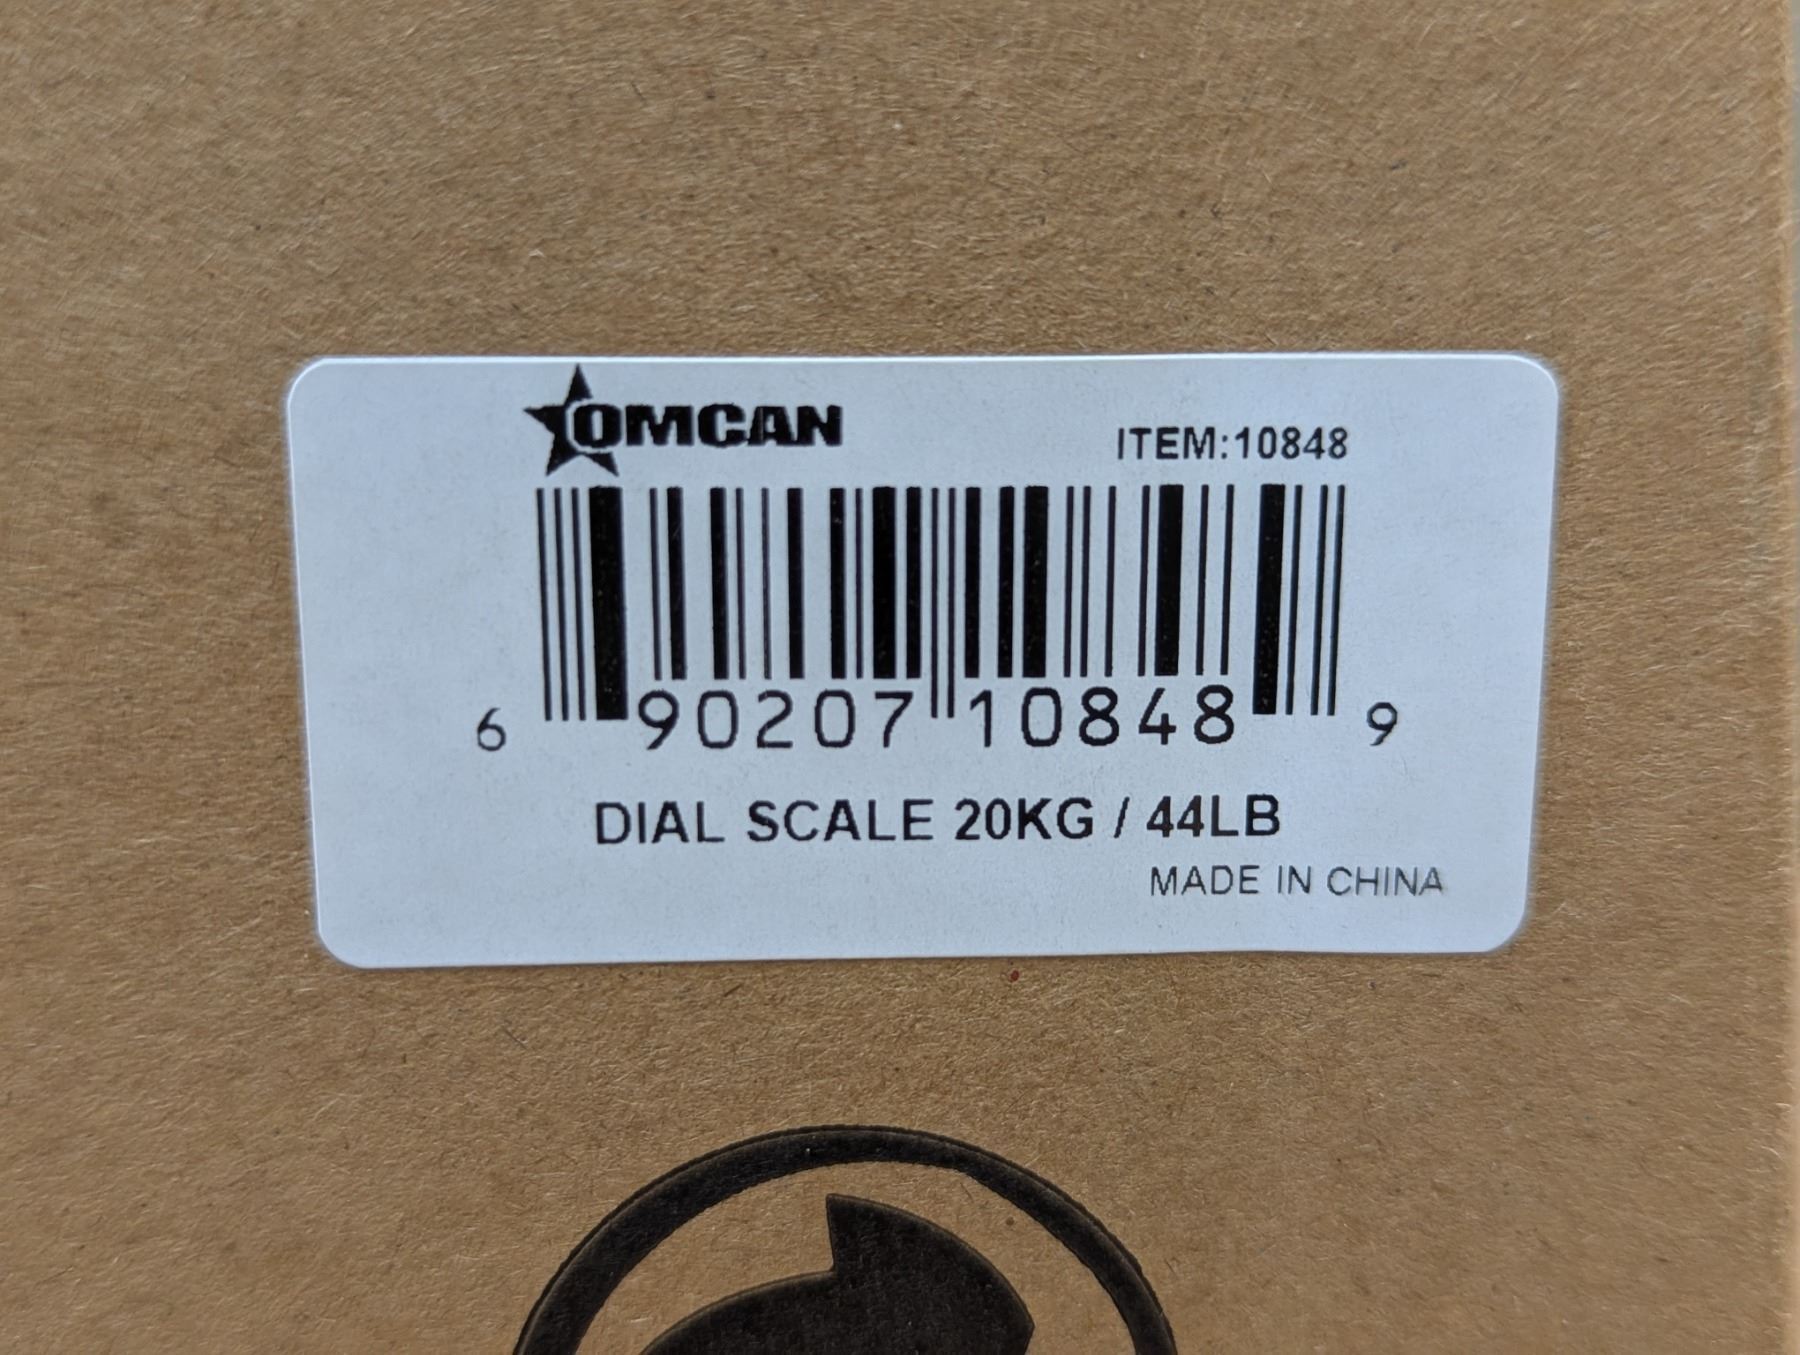 OMCAN
ITEM:10848
6 90207 10848 9
DIAL SCALE 20KG / 44LB
MADE IN CHINA